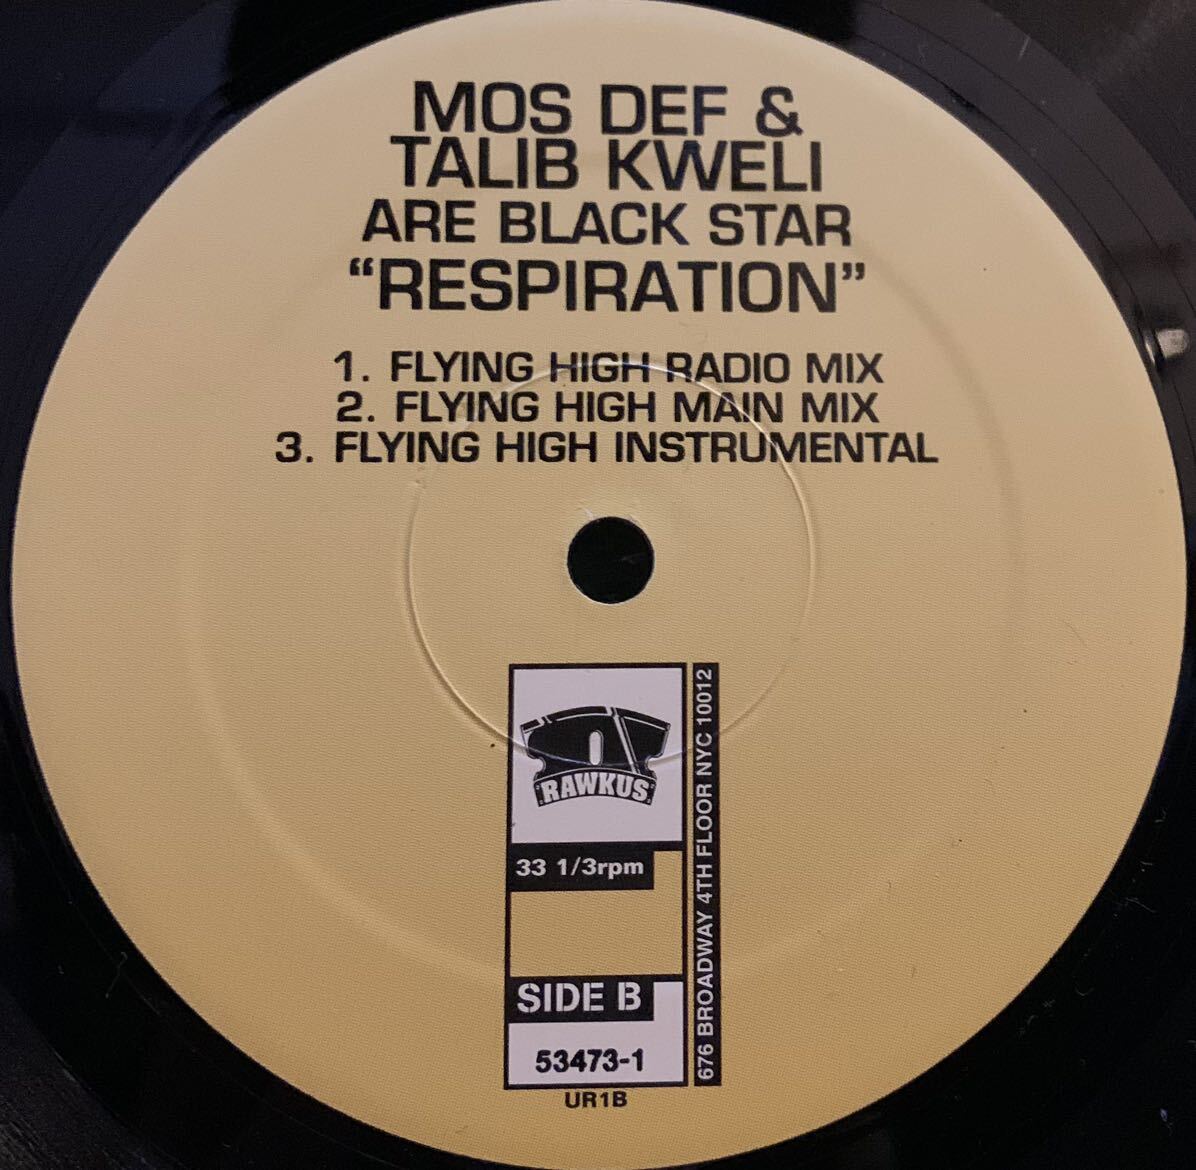 MOS DEF &
TALIB KWELI
ARE BLACK STAR
“RESPIRATION”
1. FLYING HIGH RADIO MIX
2. FLYING HIGH MAIN MIX
3. FLYING HIGH INSTRUMENTAL
RAWKUS
33 1/3rpm
SIDE B
53473-1
676 BROADWAY 4TH FLOOR NYC 10012
UR1B